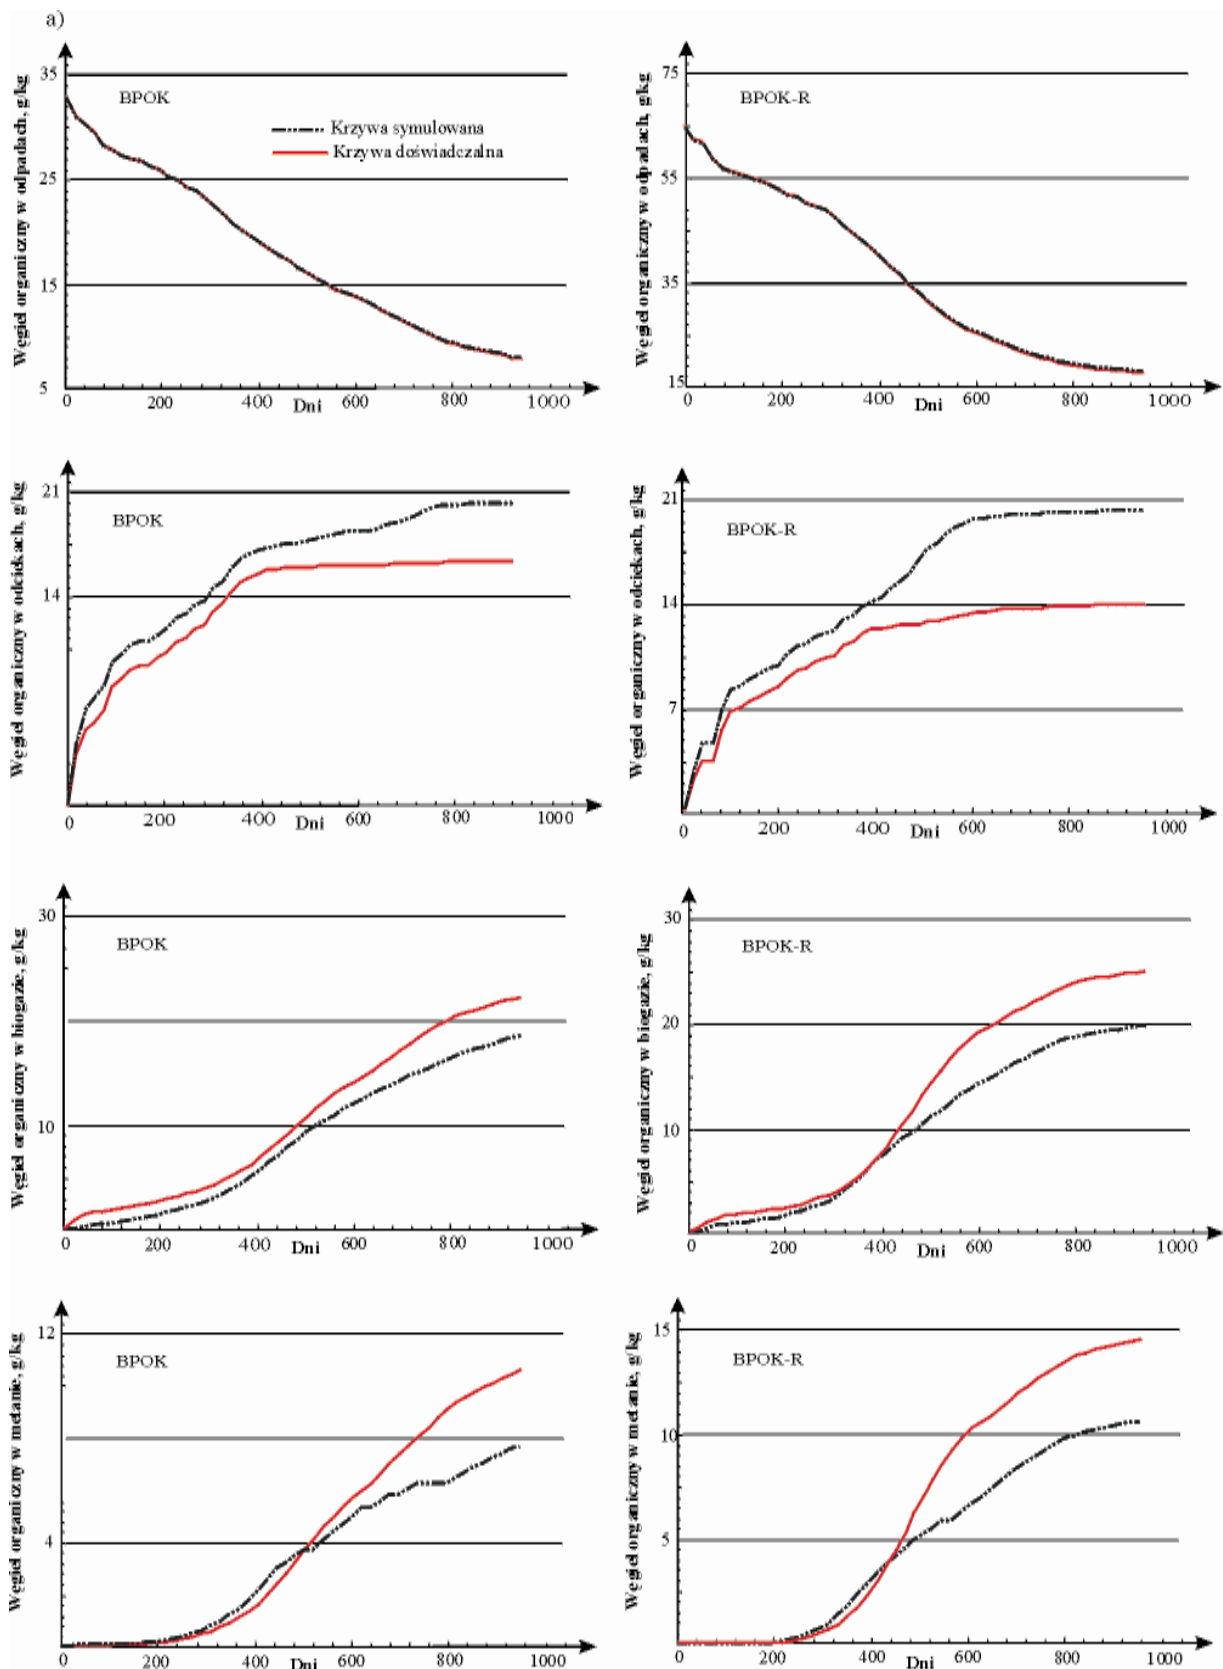 a)
Węgiel organiczny w odpadach, g/kg
35
25
15
5
BPOK
Krzywa symulowana
Krzywa doświadczalna
0
200
400
600
800
1000
Dni
Węgiel organiczny w odpadach, g/kg
75
55
35
15
BPOK-R
0
200
400
600
800
1000
Dni
Węgiel organiczny w odciekach, g/kg
21
14
BPOK
0
200
400
600
800
1000
Dni
Węgiel organiczny w odciekach, g/kg
21
14
7
BPOK-R
0
200
400
600
800
1000
Dni
Węgiel organiczny w biogazie, g/kg
30
10
BPOK
0
200
400
600
800
1000
Dni
Węgiel organiczny w biogazie, g/kg
30
20
10
0
BPOK-R
0
200
400
600
800
1000
Dni
Węgiel organiczny w metanie, g/kg
12
4
BPOK
0
200
400
600
800
1000
Dni
Węgiel organiczny w metanie, g/kg
15
10
5
0
BPOK-R
0
200
400
600
800
1000
Dni